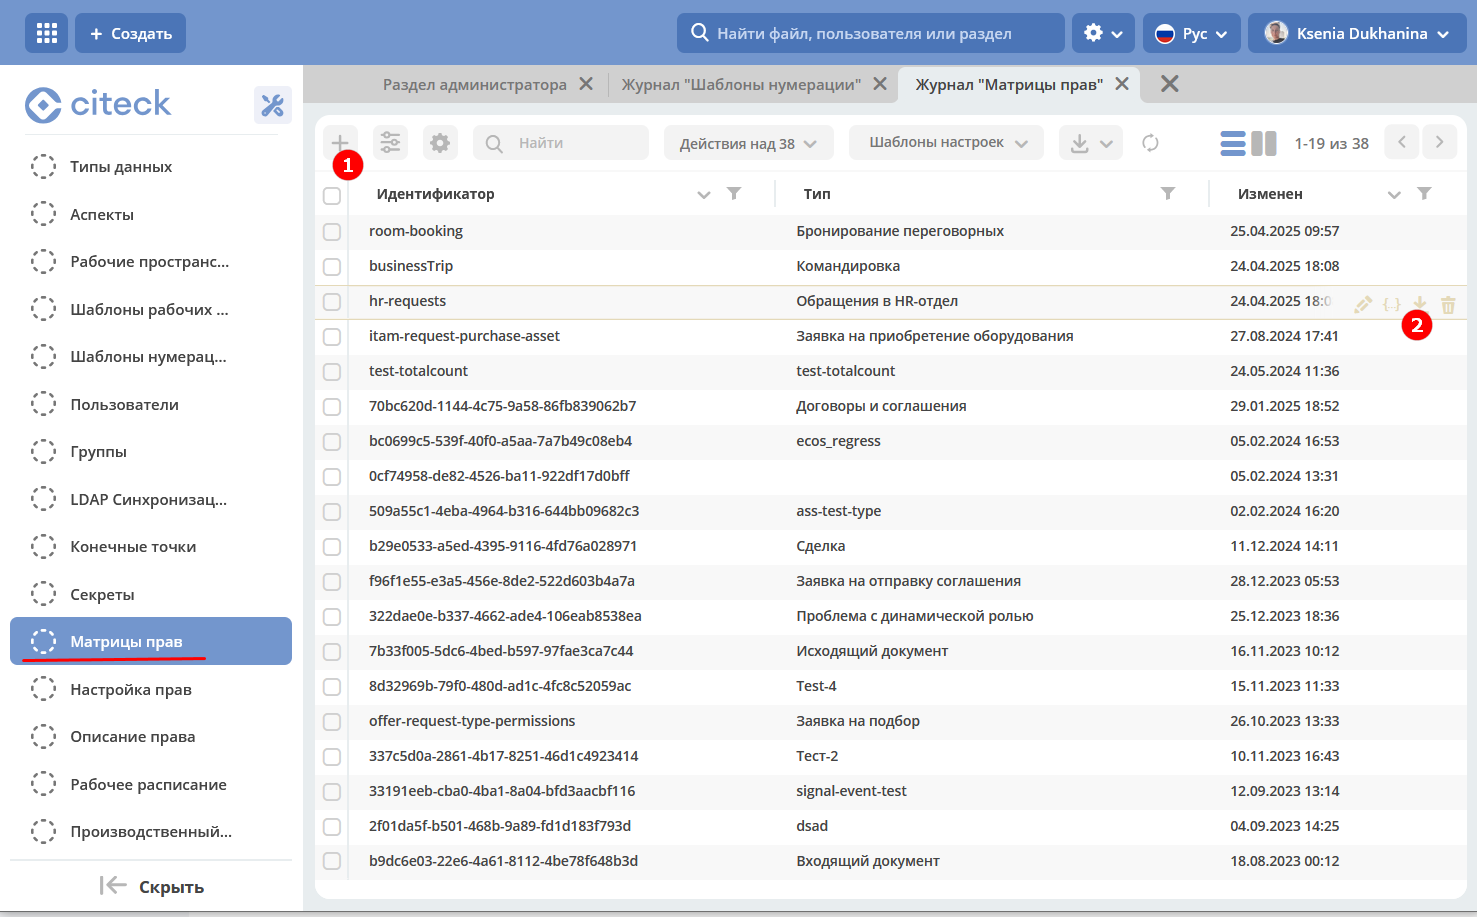 Создать
Найти файл, пользователя или раздел
Рус
Ksenia Dukhanina
citeck
Раздел администратора
Журнал "Шаблоны нумерации"
Журнал "Матрицы прав"
Типы данных
Аспекты
Рабочие пространс...
Шаблоны рабочих ...
Шаблоны нумерац...
Пользователи
Группы
LDAP Синхронизац...
Конечные точки
Секреты
Матрицы прав
Настройка прав
Описание права
Рабочее расписание
Производственный...
Скрыть
1
Найти
Действия над 38
Шаблоны настроек
1-19 из 38
Идентификатор Тип Изменен
room-booking Бронирование переговорных 25.04.2025 09:57
businessTrip Командировка 24.04.2025 18:08
hr-requests Обращения в HR-отдел 24.04.2025 18:0
2
itam-request-purchase-asset Заявка на приобретение оборудования 27.08.2024 17:41
test-totalcount test-totalcount 24.05.2024 11:36
70bc620d-1144-4c75-9a58-86fb839062b7 Договоры и соглашения 29.01.2025 18:52
bc0699c5-539f-40f0-a5aa-7a7b49c08eb4 ecos_regress 05.02.2024 16:53
0cf74958-de82-4526-ba11-922df17d0bff 05.02.2024 13:31
509a55c1-4eba-4964-b316-644bb09682c3 ass-test-type 02.02.2024 16:20
b29e0533-a5ed-4395-9116-4fd76a028971 Сделка 11.12.2024 14:11
f96f1e55-e3a5-456e-8de2-522d603b4a7a Заявка на отправку соглашения 28.12.2023 05:53
322dae0e-b337-4662-ade4-106eab8538ea Проблема с динамической ролью 25.12.2023 18:36
7b33f005-5dc6-4bed-b597-97fae3ca7c44 Исходящий документ 16.11.2023 10:12
8d32969b-79f0-480d-ad1c-4fc8c52059ac Test-4 15.11.2023 11:33
offer-request-type-permissions Заявка на подбор 26.10.2023 13:33
337c5d0a-2861-4b17-8251-46d1c4923414 Тест-2 10.11.2023 16:43
33191eeb-cba0-4ba1-8a04-bfd3aacbf116 signal-event-test 12.09.2023 13:14
2f01da5f-b501-468b-9a89-fd1d183f793d dsad 04.09.2023 14:25
b9dc6e03-22e6-4a61-8112-4be78f648b3d Входящий документ 18.08.2023 00:12